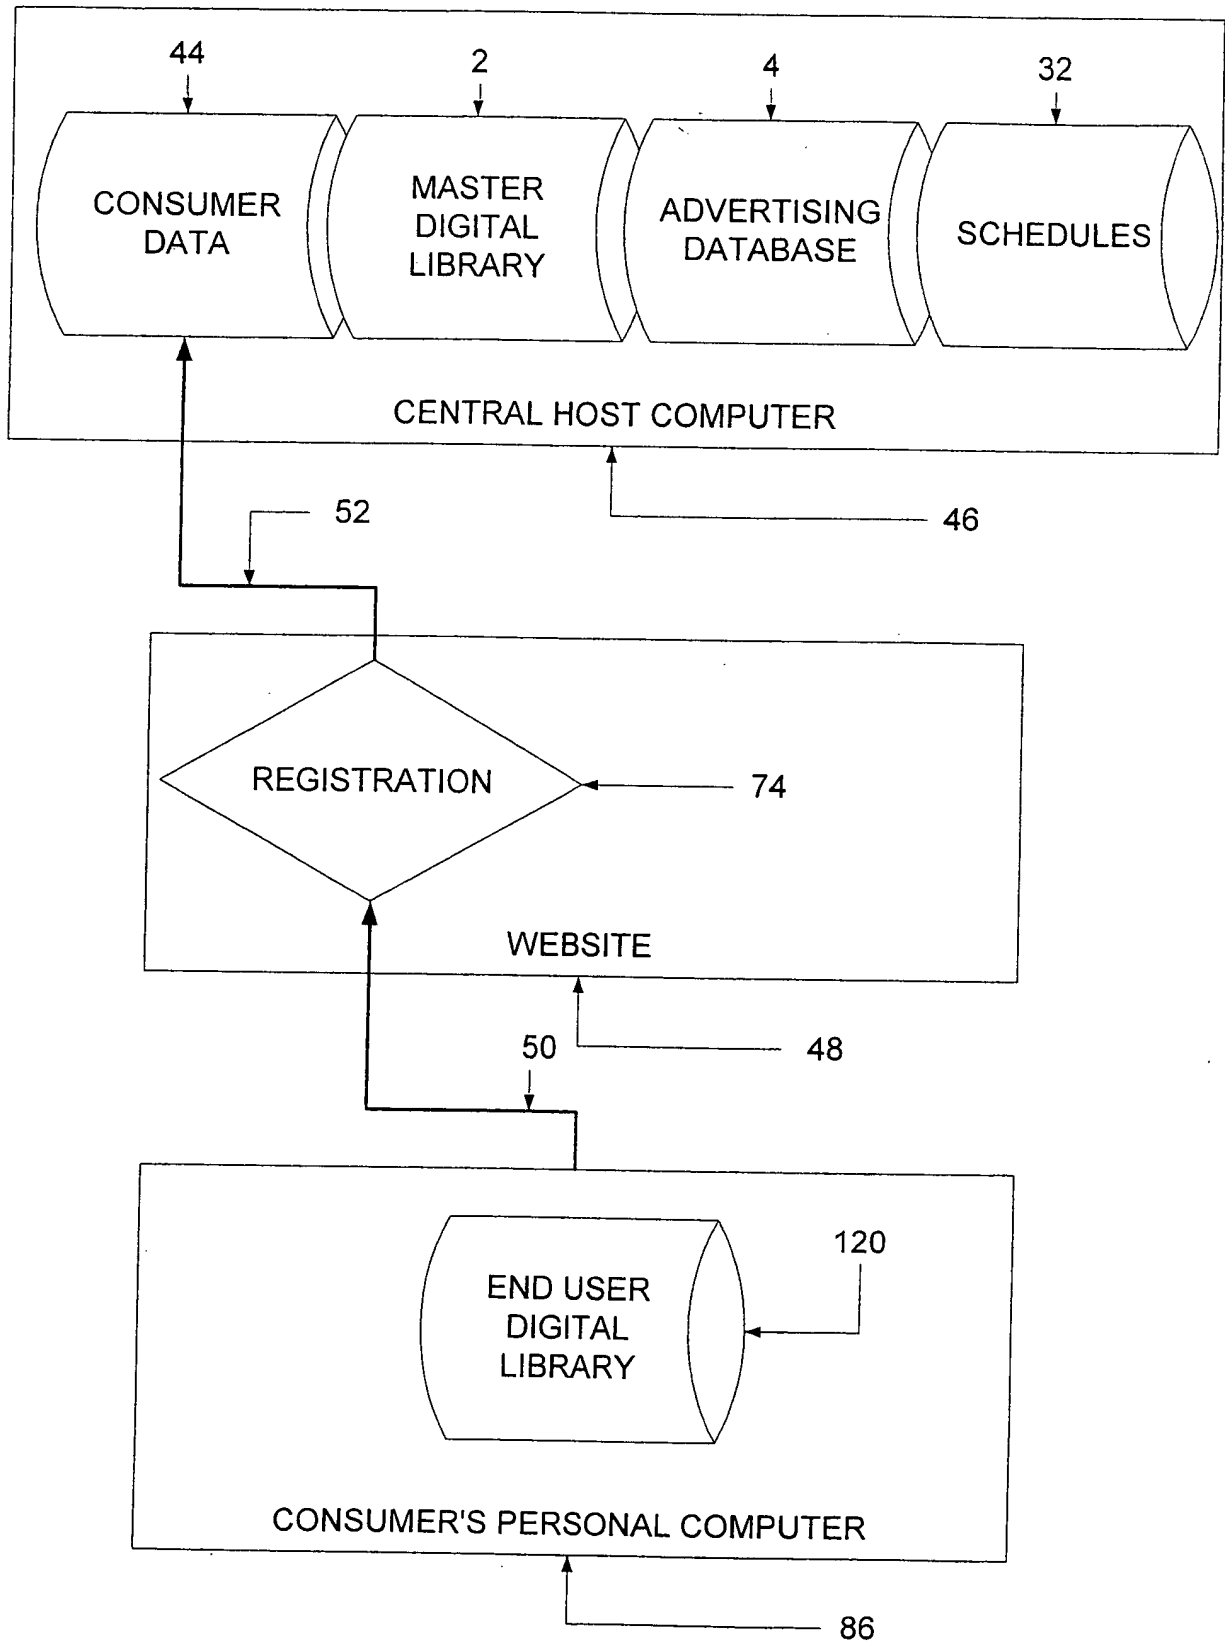 44
2
4
32
CONSUMER
DATA
MASTER
DIGITAL
LIBRARY
ADVERTISING
DATABASE
SCHEDULES
CENTRAL HOST COMPUTER
52
46
REGISTRATION
74
WEBSITE
50
48
120
END USER
DIGITAL
LIBRARY
CONSUMER'S PERSONAL COMPUTER
86